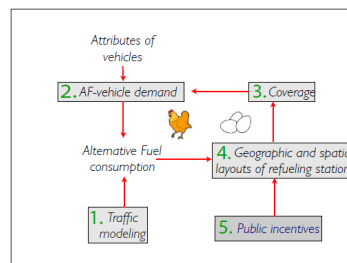 Attributes of
vehicles
2. AF-vehicle demand
3. Coverage
Alternative Fuel
consumption
4. Geographic and spatia
layouts of refueling station
1. Traffic
modeling
5. Public incentives